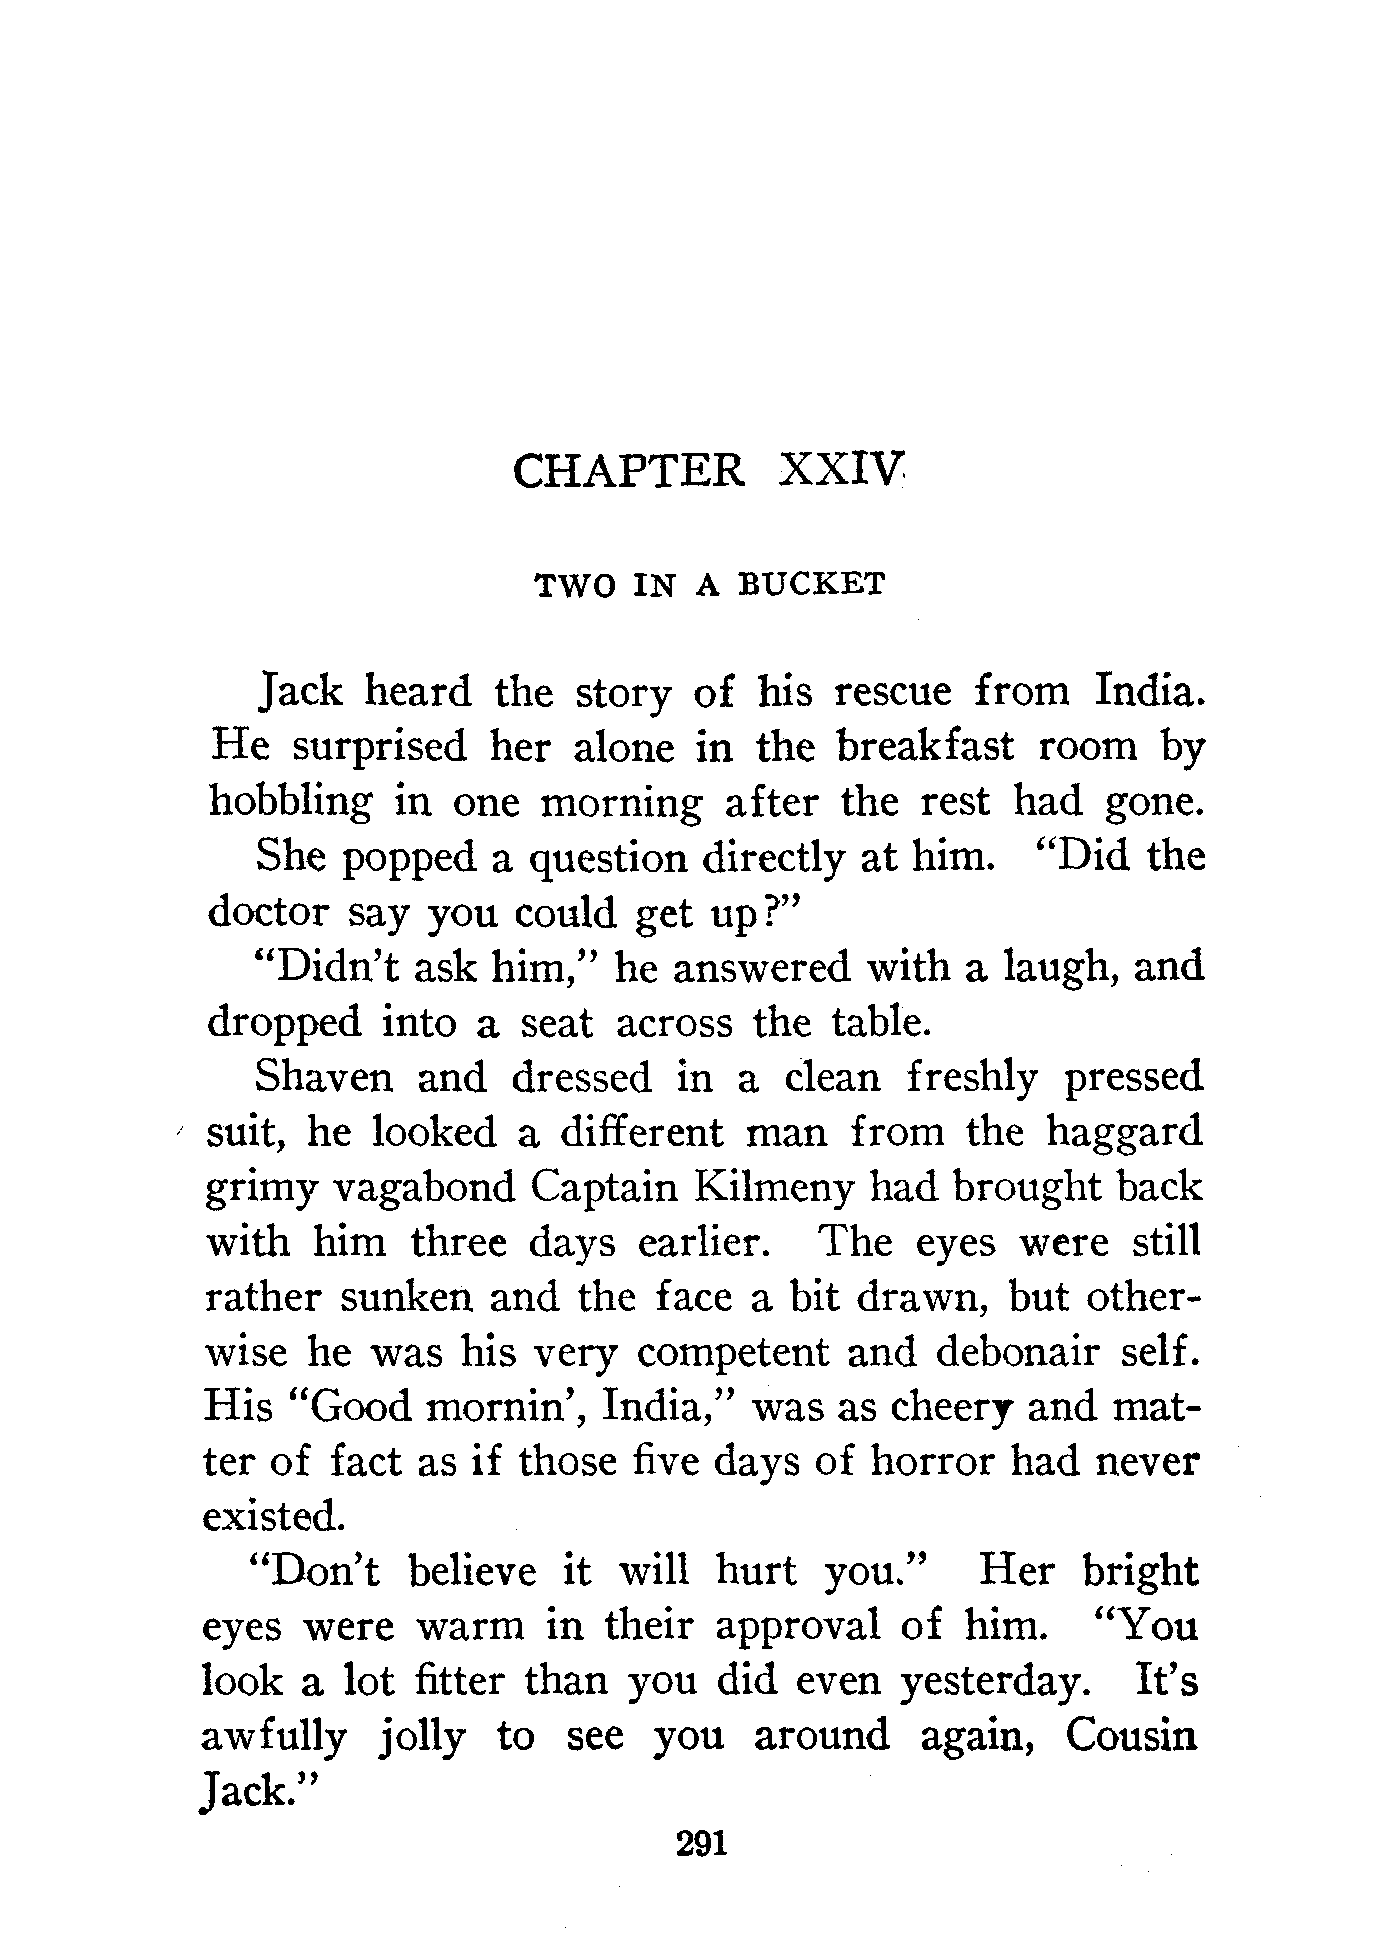 CHAPTER XXIV
TWO IN A BUCKET
Jack heard the story of his rescue from India.
He surprised her alone in the breakfast room by
hobbling in one morning after the rest had gone.
She popped a question directly at him. “Did the
doctor say you could get up?”
“Didn't ask him,” he answered with a laugh, and
dropped into a seat across the table.
Shaven and dressed in a clean freshly pressed
suit, he looked a different man from the haggard
grimy vagabond Captain Kilmeny had brought back
with him three days earlier. The eyes were still
rather sunken and the face a bit drawn, but other-
wise he was his very competent and debonair self.
His “Good mornin', India,” was as cheery and mat-
ter of fact as if those five days of horror had never
existed.
“Don't believe it will hurt you.” Her bright
eyes were warm in their approval of him. “You
look a lot fitter than you did even yesterday. It's
awfully jolly to see you around again, Cousin
Jack.”
291